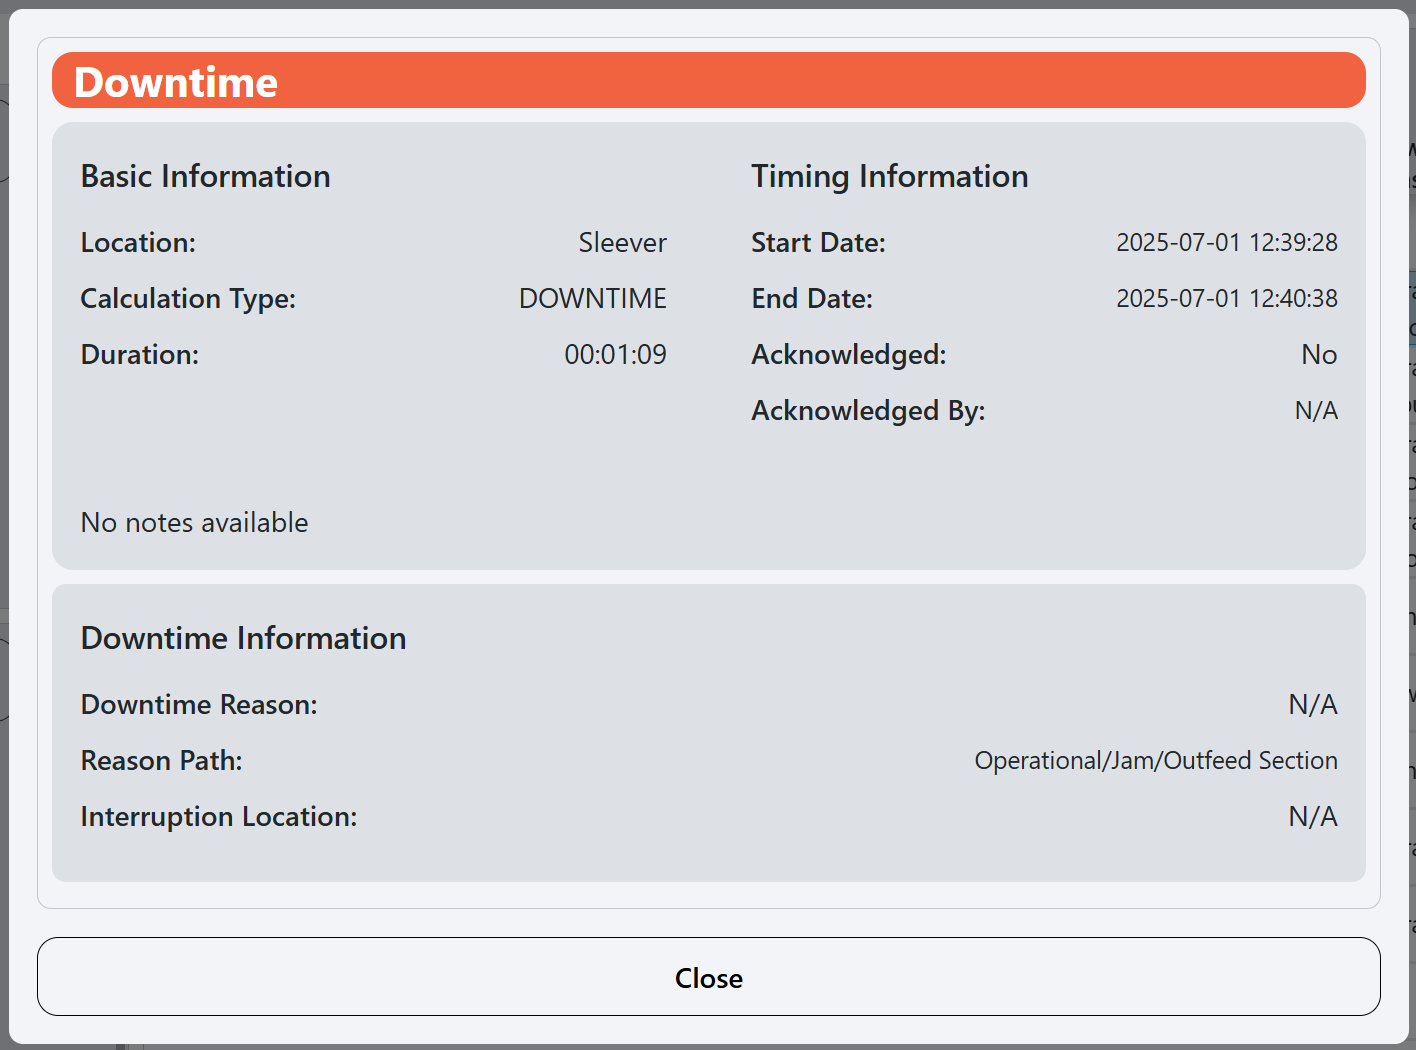 Downtime
Basic Information
Location: Sleever
Calculation Type: DOWNTIME
Duration: 00:01:09
Timing Information
Start Date: 2025-07-01 12:39:28
End Date: 2025-07-01 12:40:38
Acknowledged: No
Acknowledged By: N/A
No notes available
Downtime Information
Downtime Reason: N/A
Reason Path: Operational/Jam/Outfeed Section
Interruption Location: N/A
Close